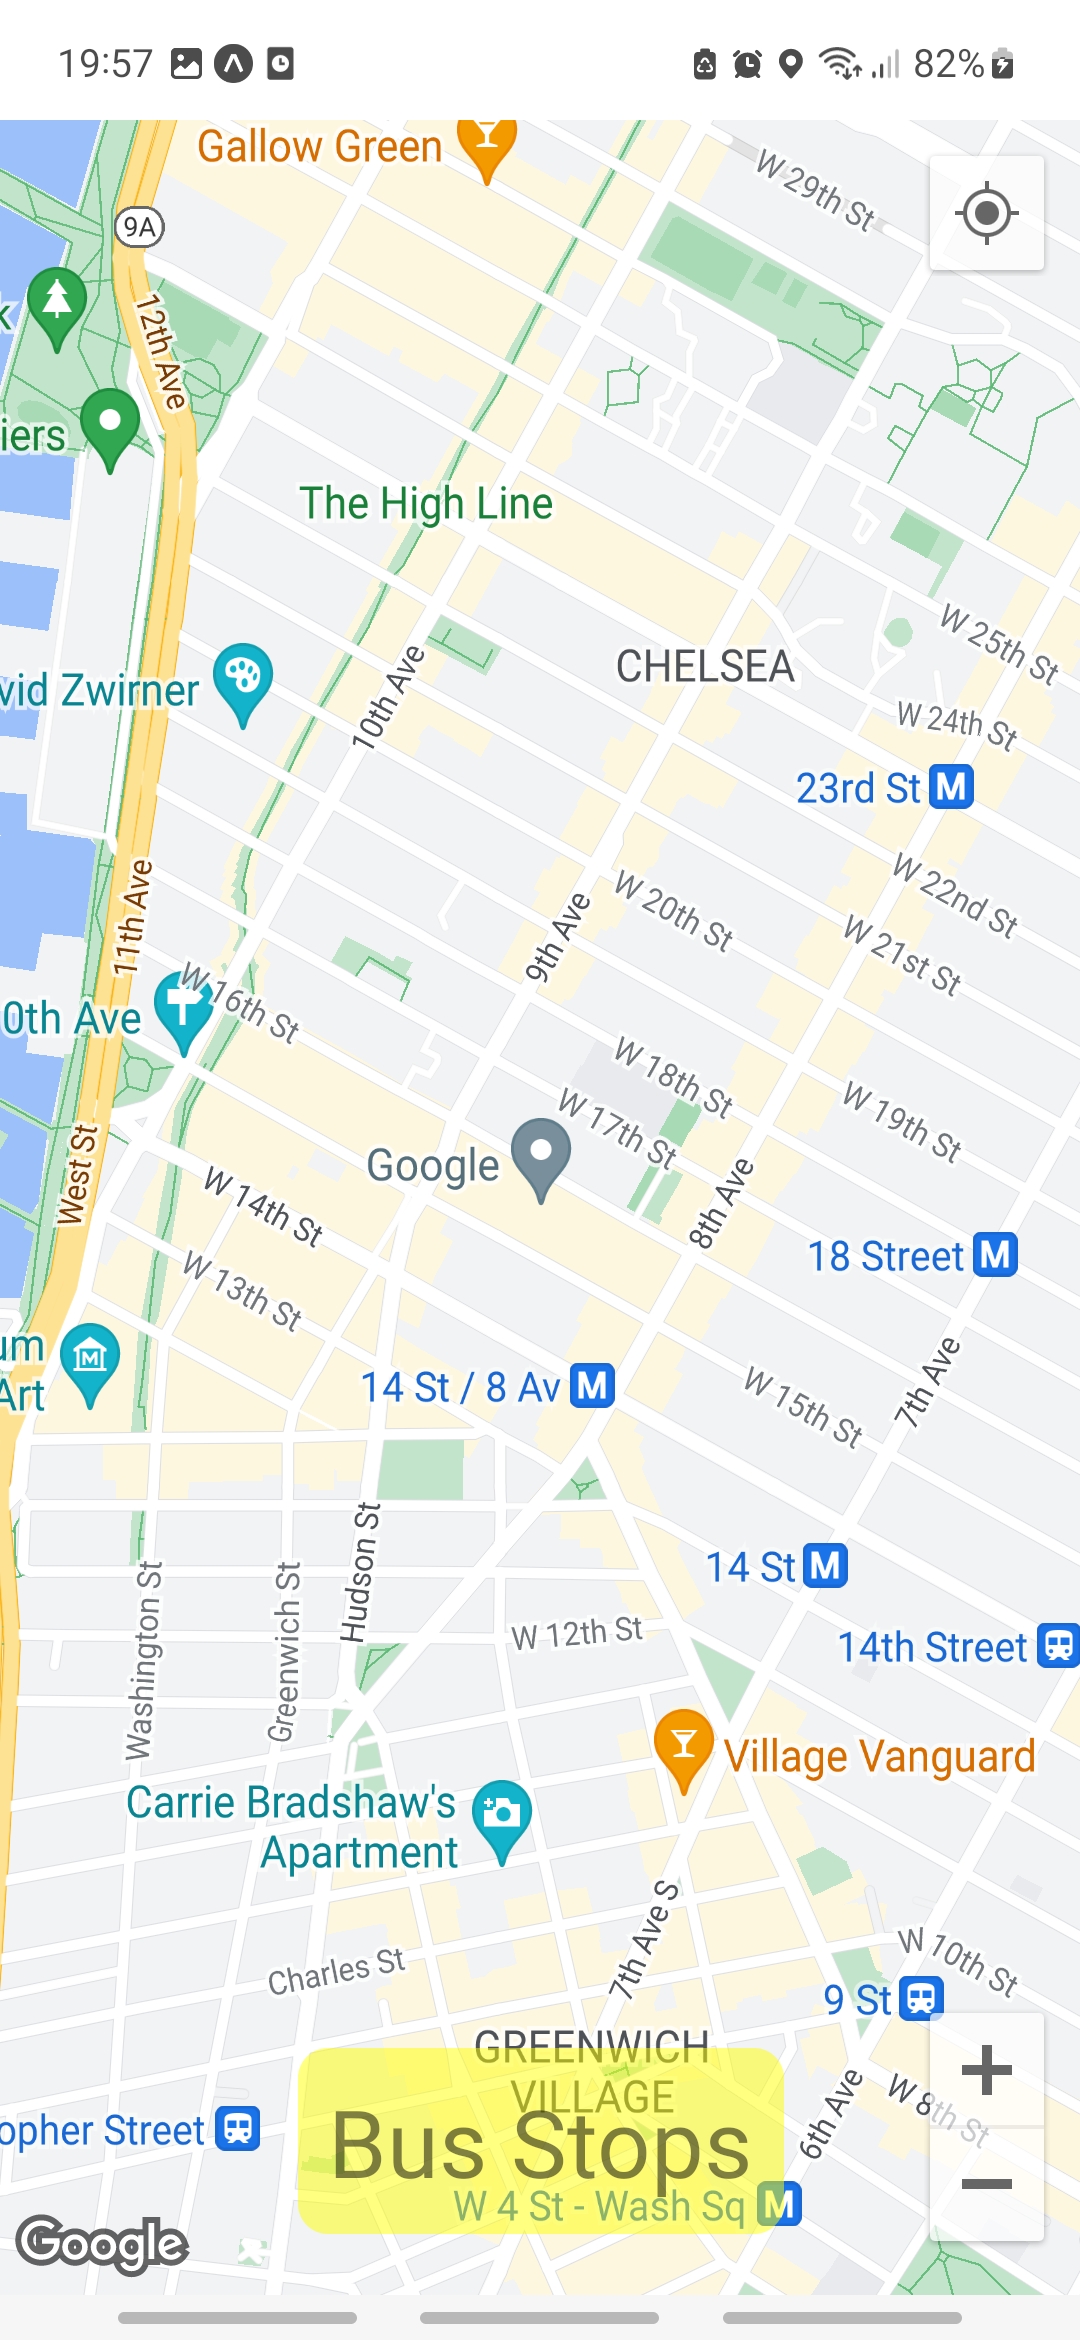 19:57
82%
Gallow Green
W 29th St
9A
k
12th Ave
iers
The High Line
W 25th St
CHELSEA
vid Zwirner
10th Ave
W 24th St
23rd St M
11th Ave
W 20th St
W 22nd St
9th Ave
W 21st St
W 16th St
0th Ave
W 18th St
W 17th St
W 19th St
West St
Google
W 14th St
8th Ave
18 Street M
W 13th St
um
Art
M
14 St / 8 Av M
7th Ave
W 15th St
Hudson St
14 St M
Washington St
Greenwich St
W 12th St
14th Street
Village Vanguard
Carrie Bradshaw's
Apartment
7th Ave S
Charles St
W 10th St
9 St
GREENWICH
VILLAGE
6th Ave
W 8th St
opher Street
Bus Stops
W 4 St - Wash Sq M
Google